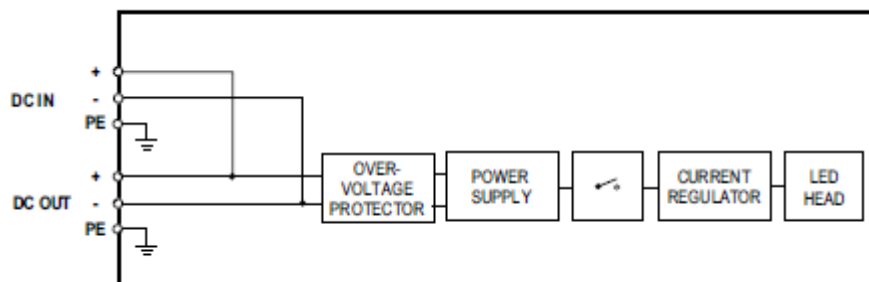 +
DC IN -
PE
+
DC OUT -
PE
OVER-
VOLTAGE
PROTECTOR
POWER
SUPPLY
CURRENT
REGULATOR
LED
HEAD